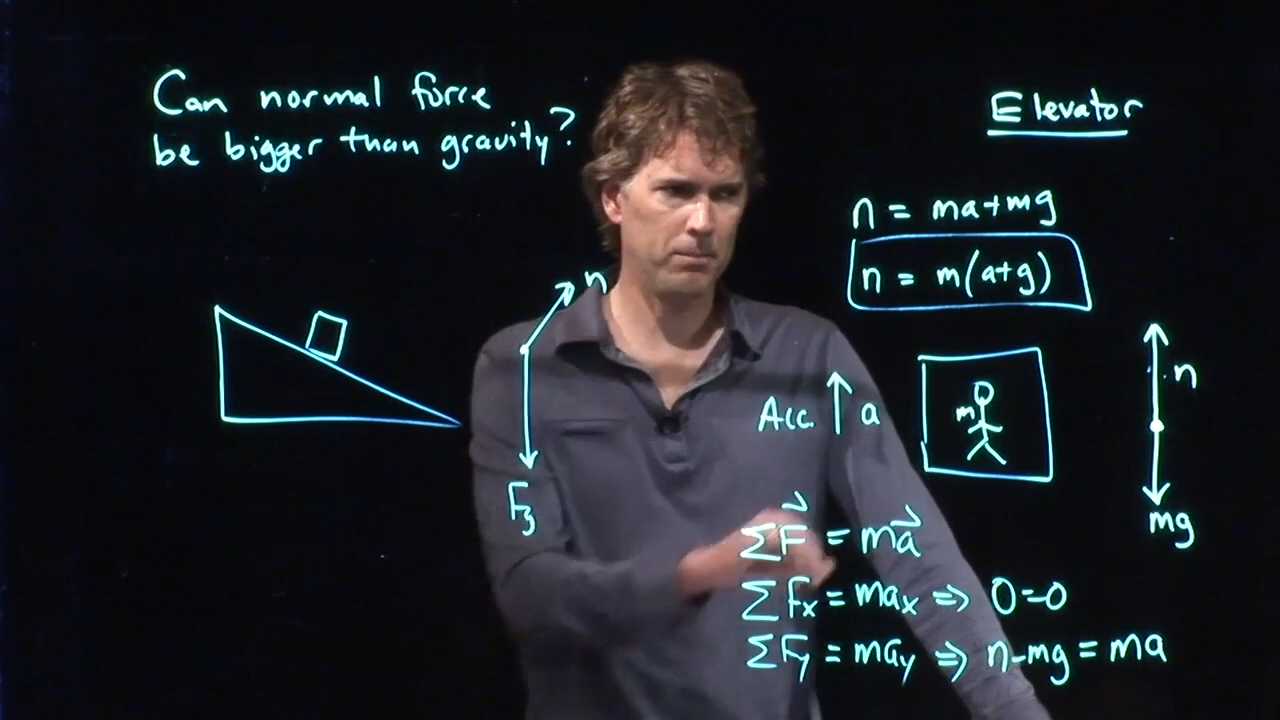 Can normal force
be bigger than gravity?
n
Fg
Elevator
n = ma+mg
n = m(a+g)
Acc. a
m
n
mg
ΣF⃗ = ma⃗
ΣFx = max ⇒ 0=0
ΣFy = may ⇒ n-mg = ma